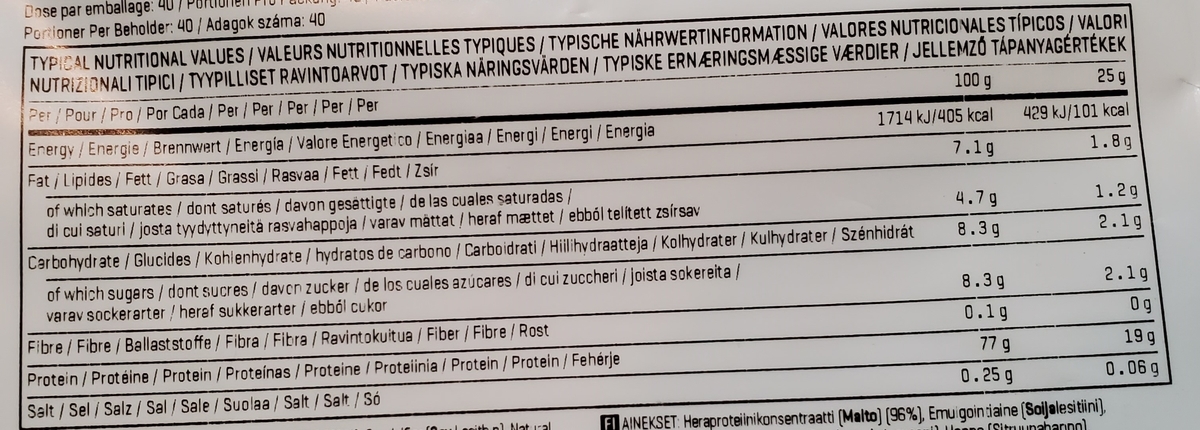 Dose par emballage: 40 /
Portioner Per Beholder: 40 / Adagok száma: 40
TYPICAL NUTRITIONAL VALUES / VALEURS NUTRITIONNELLES TYPIQUES / TYPISCHE NÄHRWERTINFORMATION / VALORES NUTRICIONALES TÍPICOS / VALORI
NUTRIZIONALI TIPICI / TYYPILLISET RAVINTOARVOT / TYPISKA NÄRINGSVÄRDEN / TYPISKE ERNÆRINGSMÆSSIGE VÆRDIER / JELLEMZŐ TÁPANYAGÉRTÉKEK
Per / Pour / Pro / Por Cada / Per / Per / Per / Per / Per 100 g 25 g
Energy / Energie / Brennwert / Energía / Valore Energetico / Energiaa / Energi / Energi / Energia 1714 kJ/405 kcal 429 kJ/101 kcal
Fat / Lipides / Fett / Grasa / Grassi / Rasvaa / Fett / Fedt / Zsír 7.1 g 1.8 g
of which saturates / dont saturés / davon gesättigte / de las cuales saturadas /
di cui saturi / josta tyydyttyneitä rasvahappoja / varav mättat / heraf mættet / ebből telített zsírsav 4.7 g 1.2 g
Carbohydrate / Glucides / Kohlenhydrate / hydratos de carbono / Carboidrati / Hiilihydraatteja / Kolhydrater / Kulhydrater / Szénhidrát 8.3 g 2.1 g
of which sugars / dont sucres / davon zucker / de los cuales azúcares / di cui zuccheri / joista sokereita /
varav sockerarter / heraf sukkerarter / ebből cukor 8.3 g 2.1 g
Fibre / Fibre / Ballaststoffe / Fibra / Fibra / Ravintokuitua / Fiber / Fibre / Rost 0.1 g 0 g
Protein / Protéine / Protein / Proteínas / Proteine / Proteiinia / Protein / Protein / Fehérje 77 g 19 g
Salt / Sel / Salz / Sal / Sale / Suolaa / Salt / Salt / Só 0.25 g 0.06 g
FI AINEKSET: Heraproteiinikonsentraatti (Maito) (96%), Emulgointiaine (Soijalesitiini),